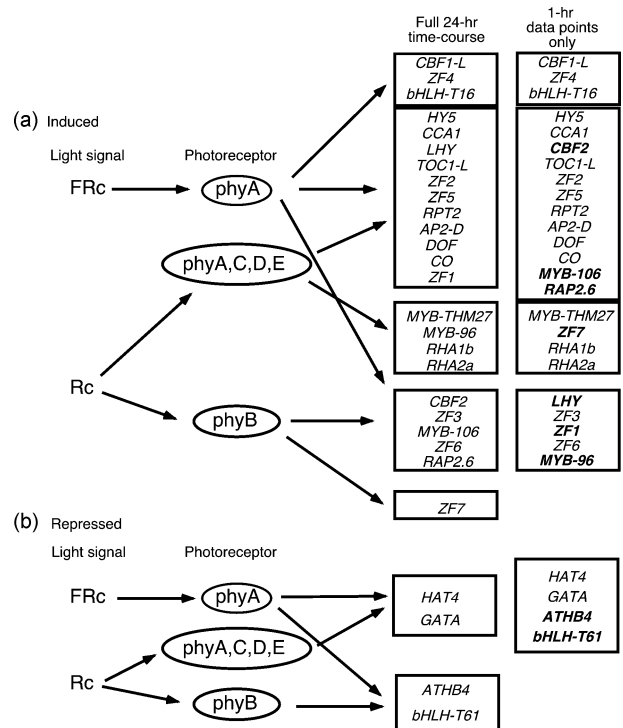 Full 24-hr
time-course
1-hr
data points
only
CBF1-L
ZF4
bHLH-T16
CBF1-L
ZF4
bHLH-T16
(a) Induced
Light signal
Photoreceptor
FRc
phyA
phyA,C,D,E
Rc
phyB
HY5
CCA1
LHY
TOC1-L
ZF2
ZF5
RPT2
AP2-D
DOF
CO
ZF1
HY5
CCA1
CBF2
TOC1-L
ZF2
ZF5
RPT2
AP2-D
DOF
CO
MYB-106
RAP2.6
MYB-THM27
MYB-96
RHA1b
RHA2a
MYB-THM27
ZF7
RHA1b
RHA2a
CBF2
ZF3
MYB-106
ZF6
RAP2.6
LHY
ZF3
ZF1
ZF6
MYB-96
ZF7
(b) Repressed
Light signal
Photoreceptor
FRc
phyA
phyA,C,D,E
Rc
phyB
HAT4
GATA
HAT4
GATA
ATHB4
bHLH-T61
ATHB4
bHLH-T61